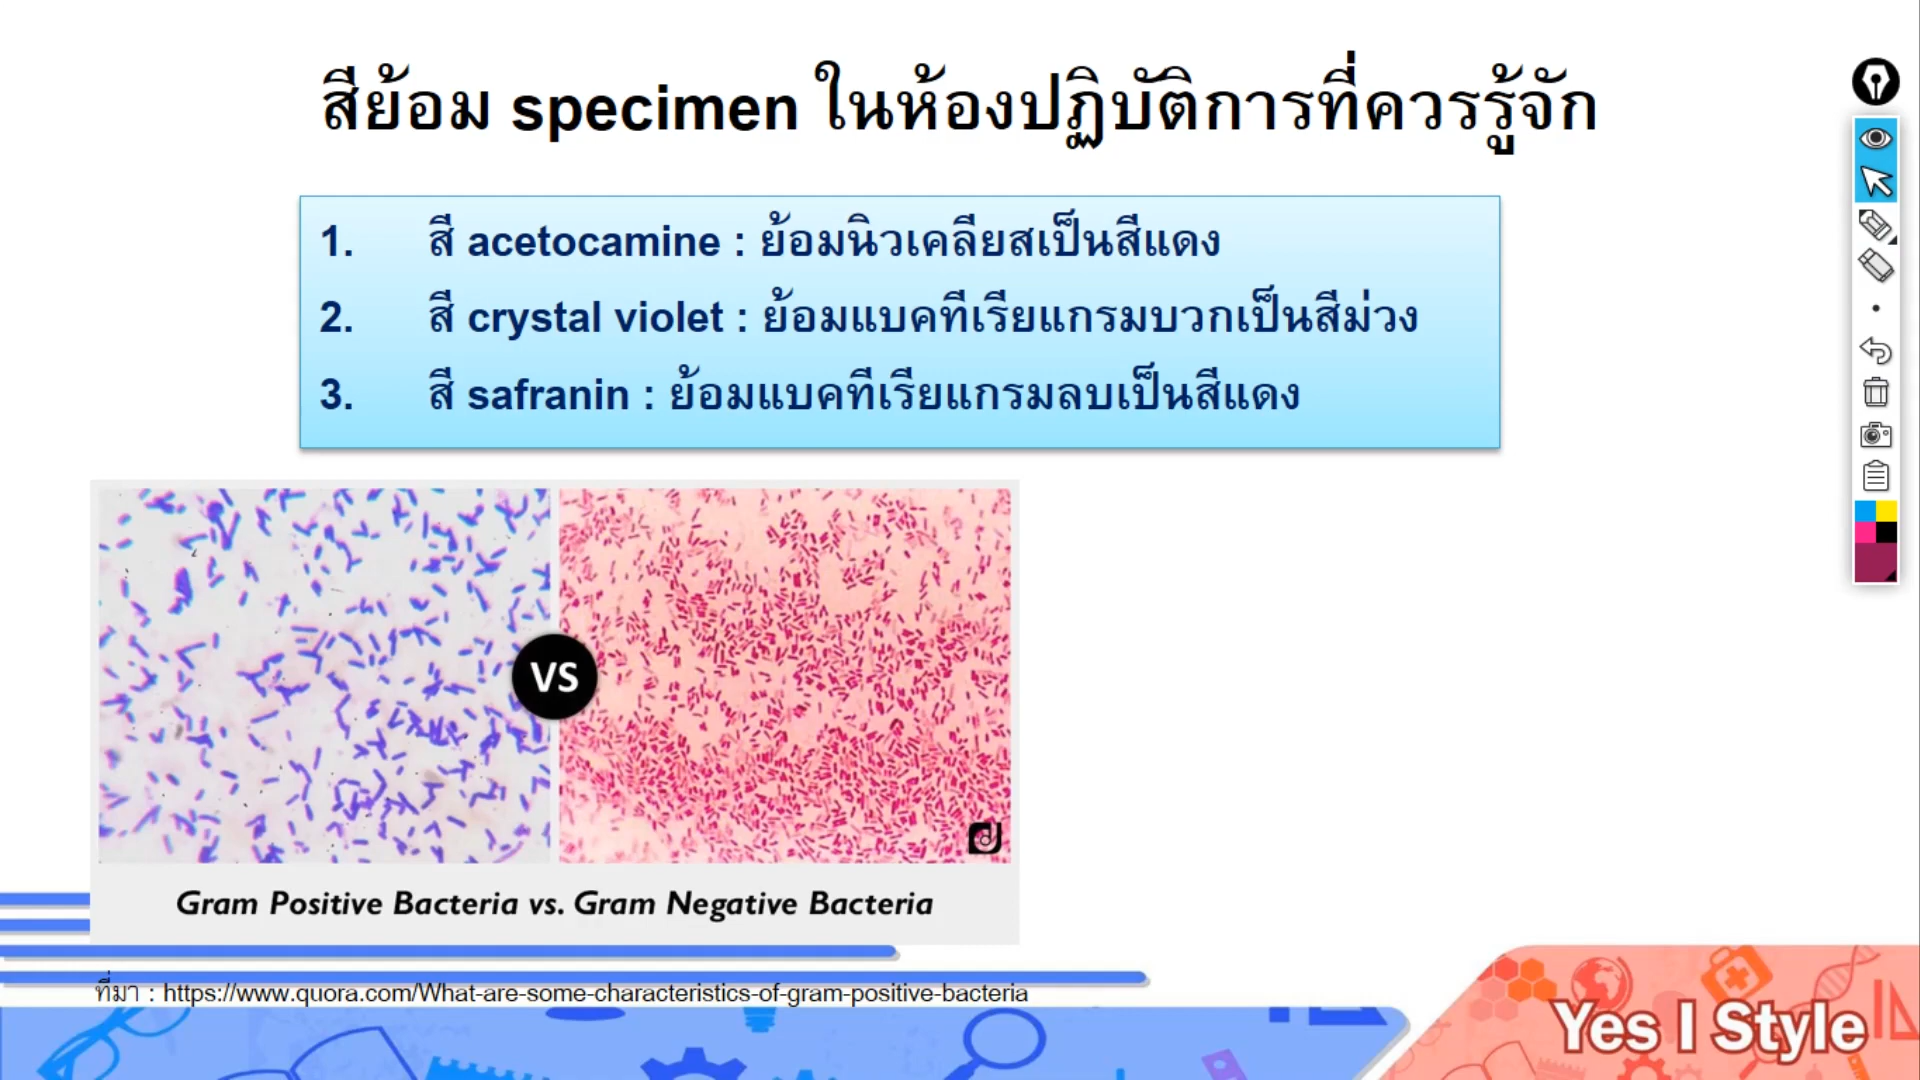 สีย้อม specimen ในห้องปฏิบัติการที่ควรรู้จัก
1. สี acetocamine : ย้อมนิวเคลียสเป็นสีแดง
2. สี crystal violet : ย้อมแบคทีเรียแกรมบวกเป็นสีม่วง
3. สี safranin : ย้อมแบคทีเรียแกรมลบเป็นสีแดง
VS
Gram Positive Bacteria vs. Gram Negative Bacteria
ที่มา : https://www.quora.com/What-are-some-characteristics-of-gram-positive-bacteria
Yes I Style